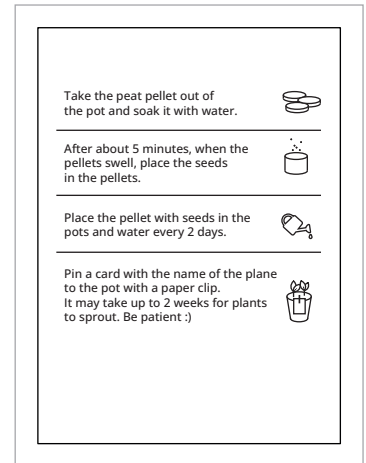 Take the peat pellet out of
the pot and soak it with water.
After about 5 minutes, when the
pellets swell, place the seeds
in the pellets.
Place the pellet with seeds in the
pots and water every 2 days.
Pin a card with the name of the plane
to the pot with a paper clip.
It may take up to 2 weeks for plants
to sprout. Be patient :)